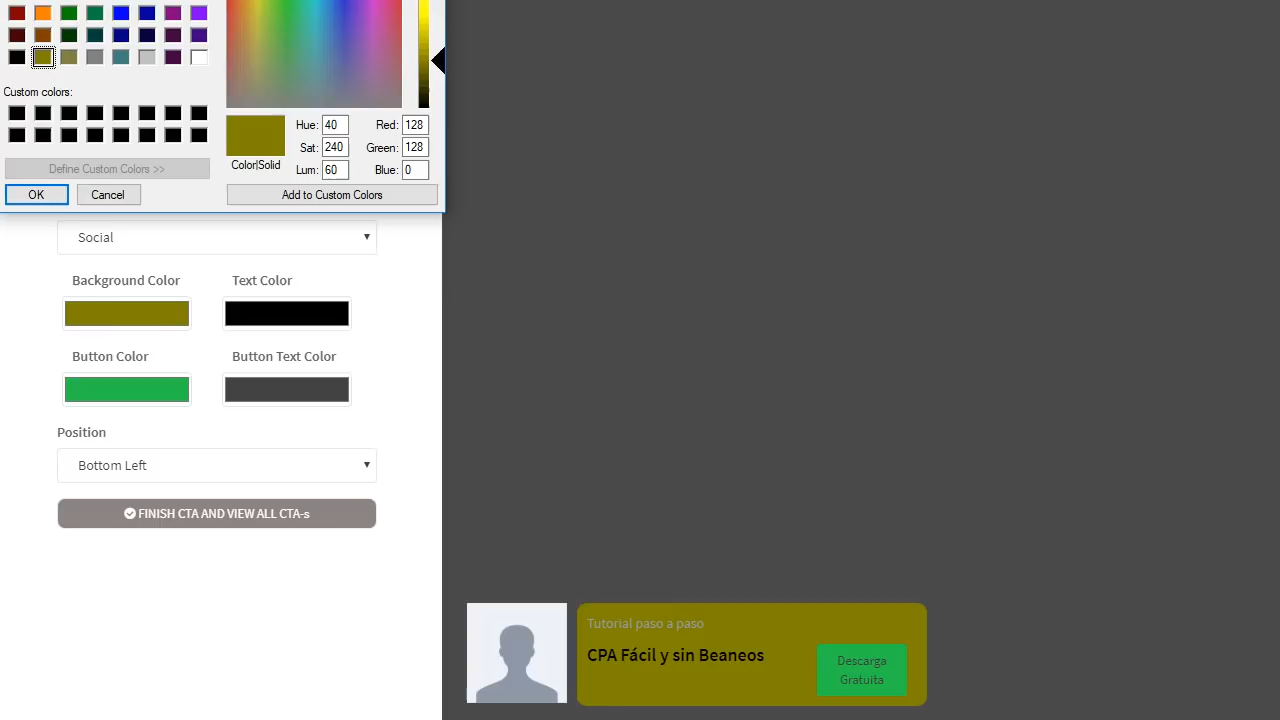 Custom colors:
Define Custom Colors >>
OK
Cancel
Color|Solid
Hue: 40
Sat: 240
Lum: 60
Red: 128
Green: 128
Blue: 0
Add to Custom Colors
Social
Background Color
Text Color
Button Color
Button Text Color
Position
Bottom Left
FINISH CTA AND VIEW ALL CTA-s
Tutorial paso a paso
CPA Fácil y sin Beaneos
Descarga
Gratuita